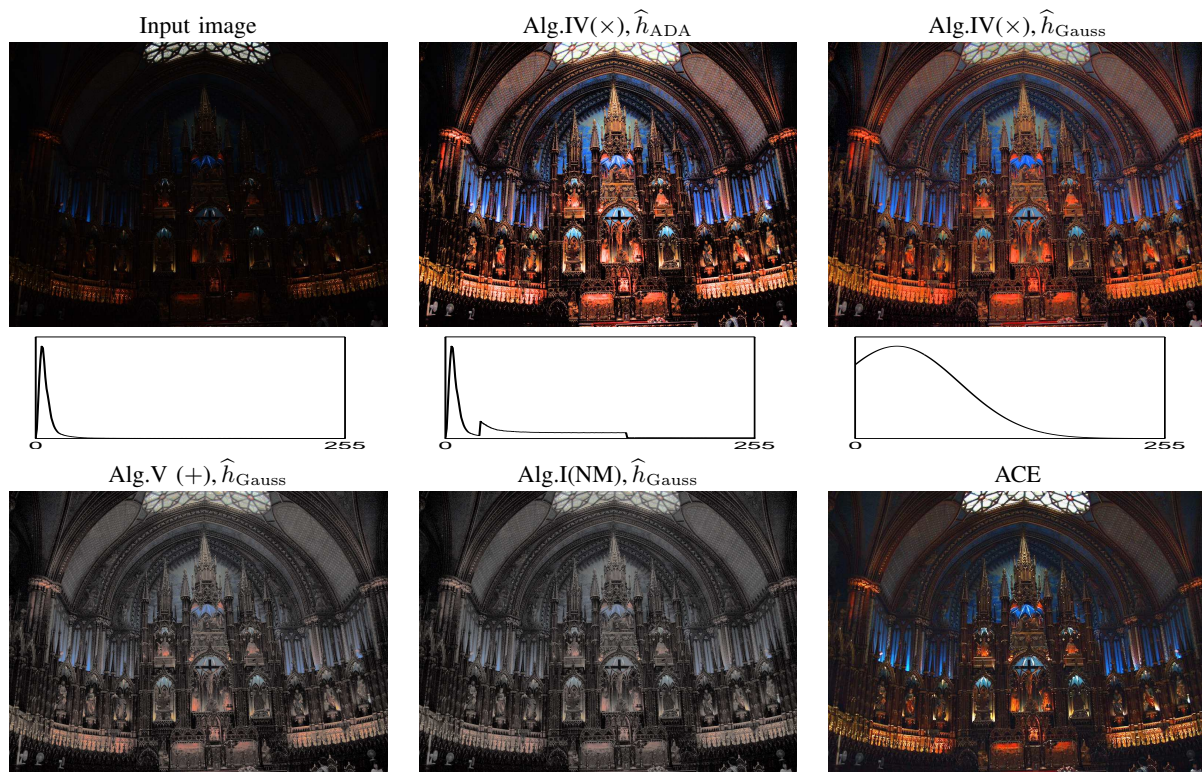 Input image
Alg.IV(×), ĥ_ADA
Alg.IV(×), ĥ_Gauss
0 255
0 255
0 255
Alg.V (+), ĥ_Gauss
Alg.I(NM), ĥ_Gauss
ACE